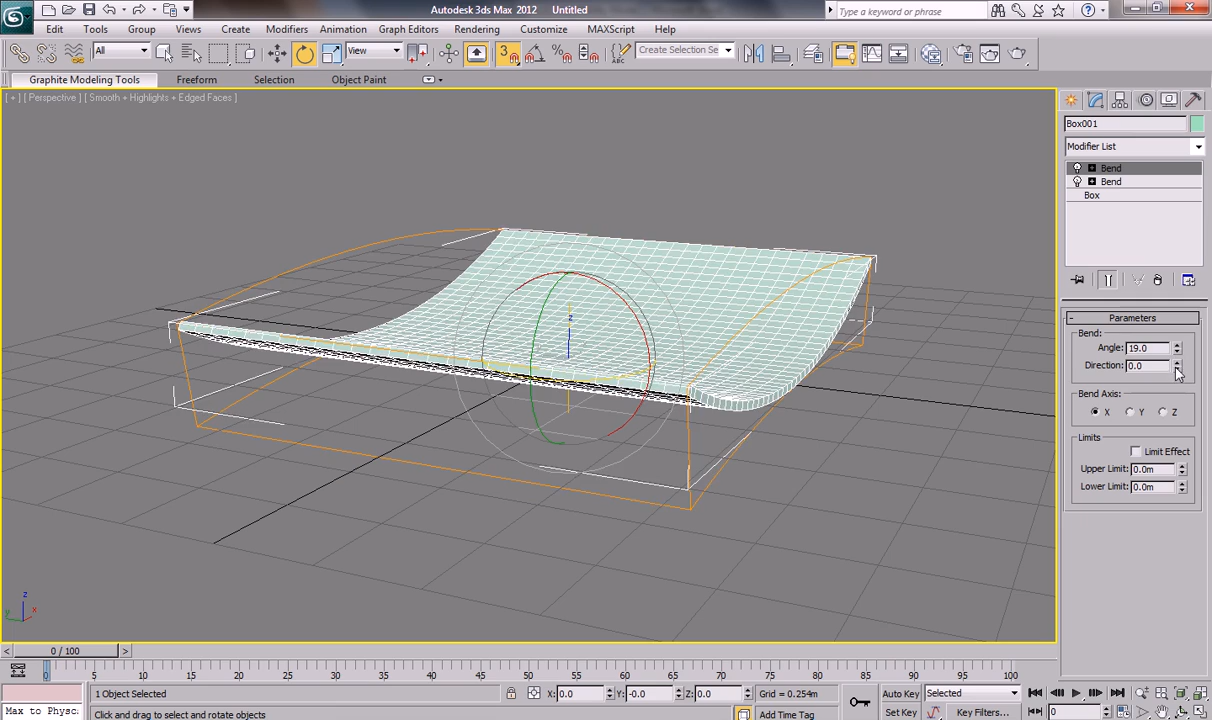 Autodesk 3ds Max 2012 Untitled
Type a keyword or phrase
Edit Tools Group Views Create Modifiers Animation Graph Editors Rendering Customize MAXScript Help
All View 3 Create Selection Se
Graphite Modeling Tools Freeform Selection Object Paint
[ + ] [ Perspective ] [ Smooth + Highlights + Edged Faces ]
Box001
Modifier List
Bend
Bend
Box
Parameters
Bend:
Angle: 19.0
Direction: 0.0
Bend Axis:
X Y Z
Limits
Limit Effect
Upper Limit: 0.0m
Lower Limit: 0.0m
z
z
y x
< 0 / 100 >
0 5 10 15 20 25 30 35 40 45 50 55 60 65 70 75 80 85 90 95 100
1 Object Selected X: 0.0 Y: -0.0 Z: 0.0 Grid = 0.254m Auto Key Selected
Max to Physc
Click and drag to select and rotate objects Add Time Tag Set Key Key Filters... 0